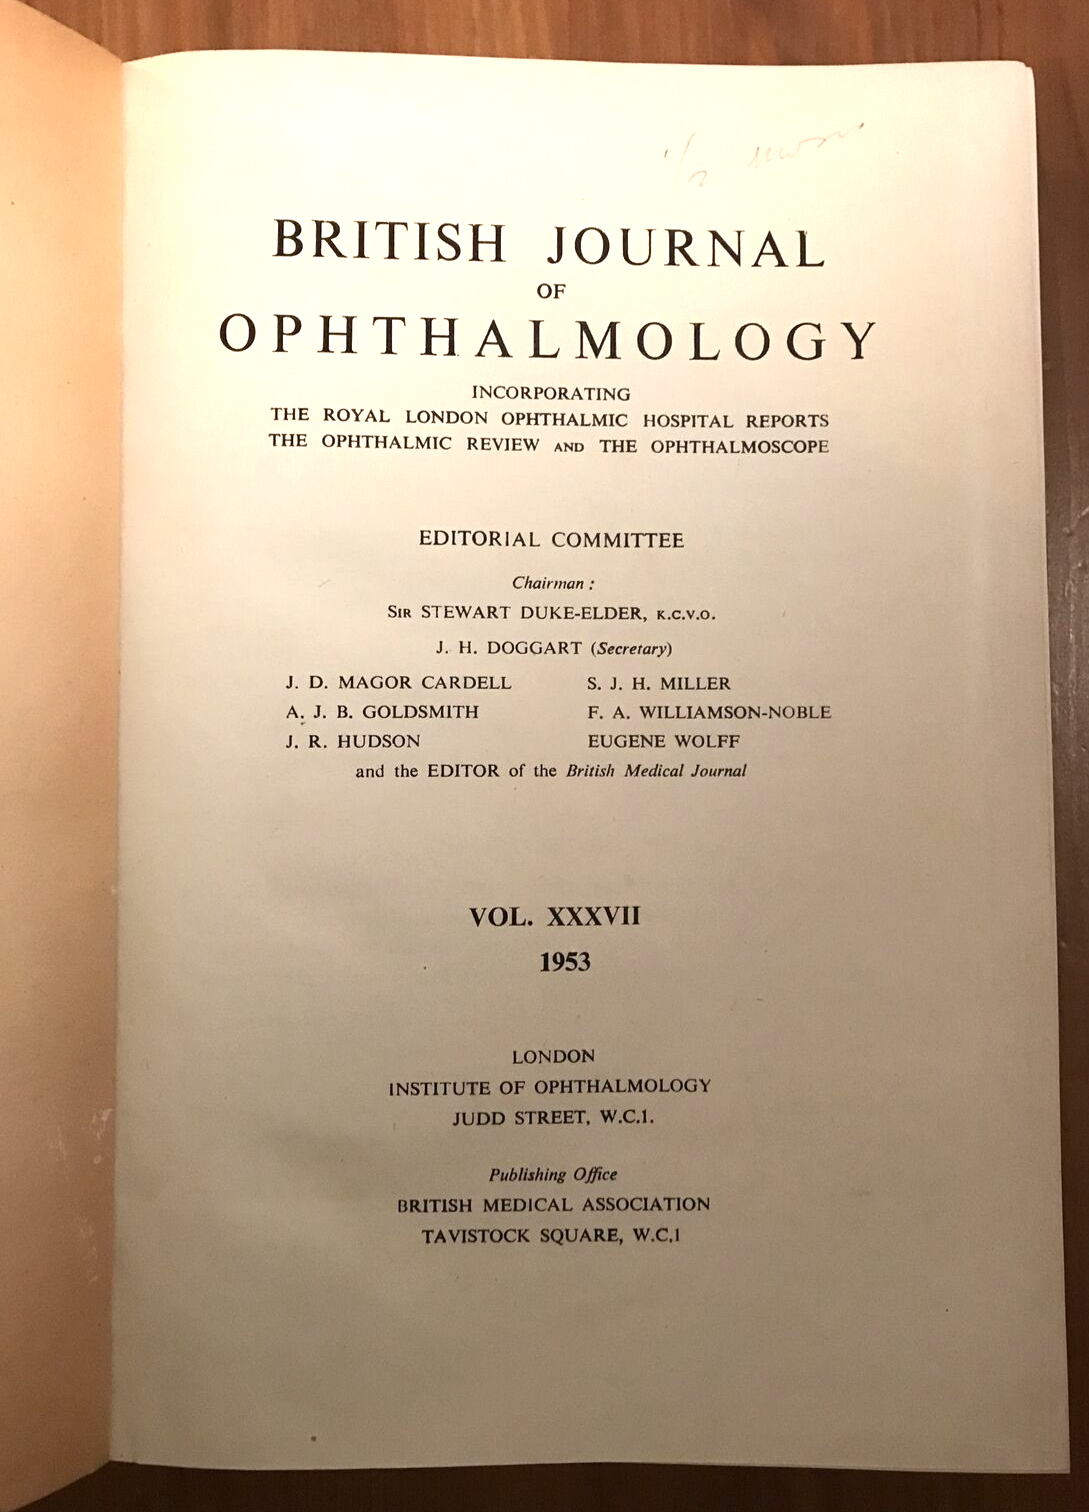 BRITISH JOURNAL
OF
OPHTHALMOLOGY
INCORPORATING
THE ROYAL LONDON OPHTHALMIC HOSPITAL REPORTS
THE OPHTHALMIC REVIEW AND THE OPHTHALMOSCOPE
EDITORIAL COMMITTEE
Chairman :
SIR STEWART DUKE-ELDER, K.C.V.O.
J. H. DOGGART (Secretary)
J. D. MAGOR CARDELL S. J. H. MILLER
A. J. B. GOLDSMITH F. A. WILLIAMSON-NOBLE
J. R. HUDSON EUGENE WOLFF
and the EDITOR of the British Medical Journal
VOL. XXXVII
1953
LONDON
INSTITUTE OF OPHTHALMOLOGY
JUDD STREET, W.C.1.
Publishing Office
BRITISH MEDICAL ASSOCIATION
TAVISTOCK SQUARE, W.C,1